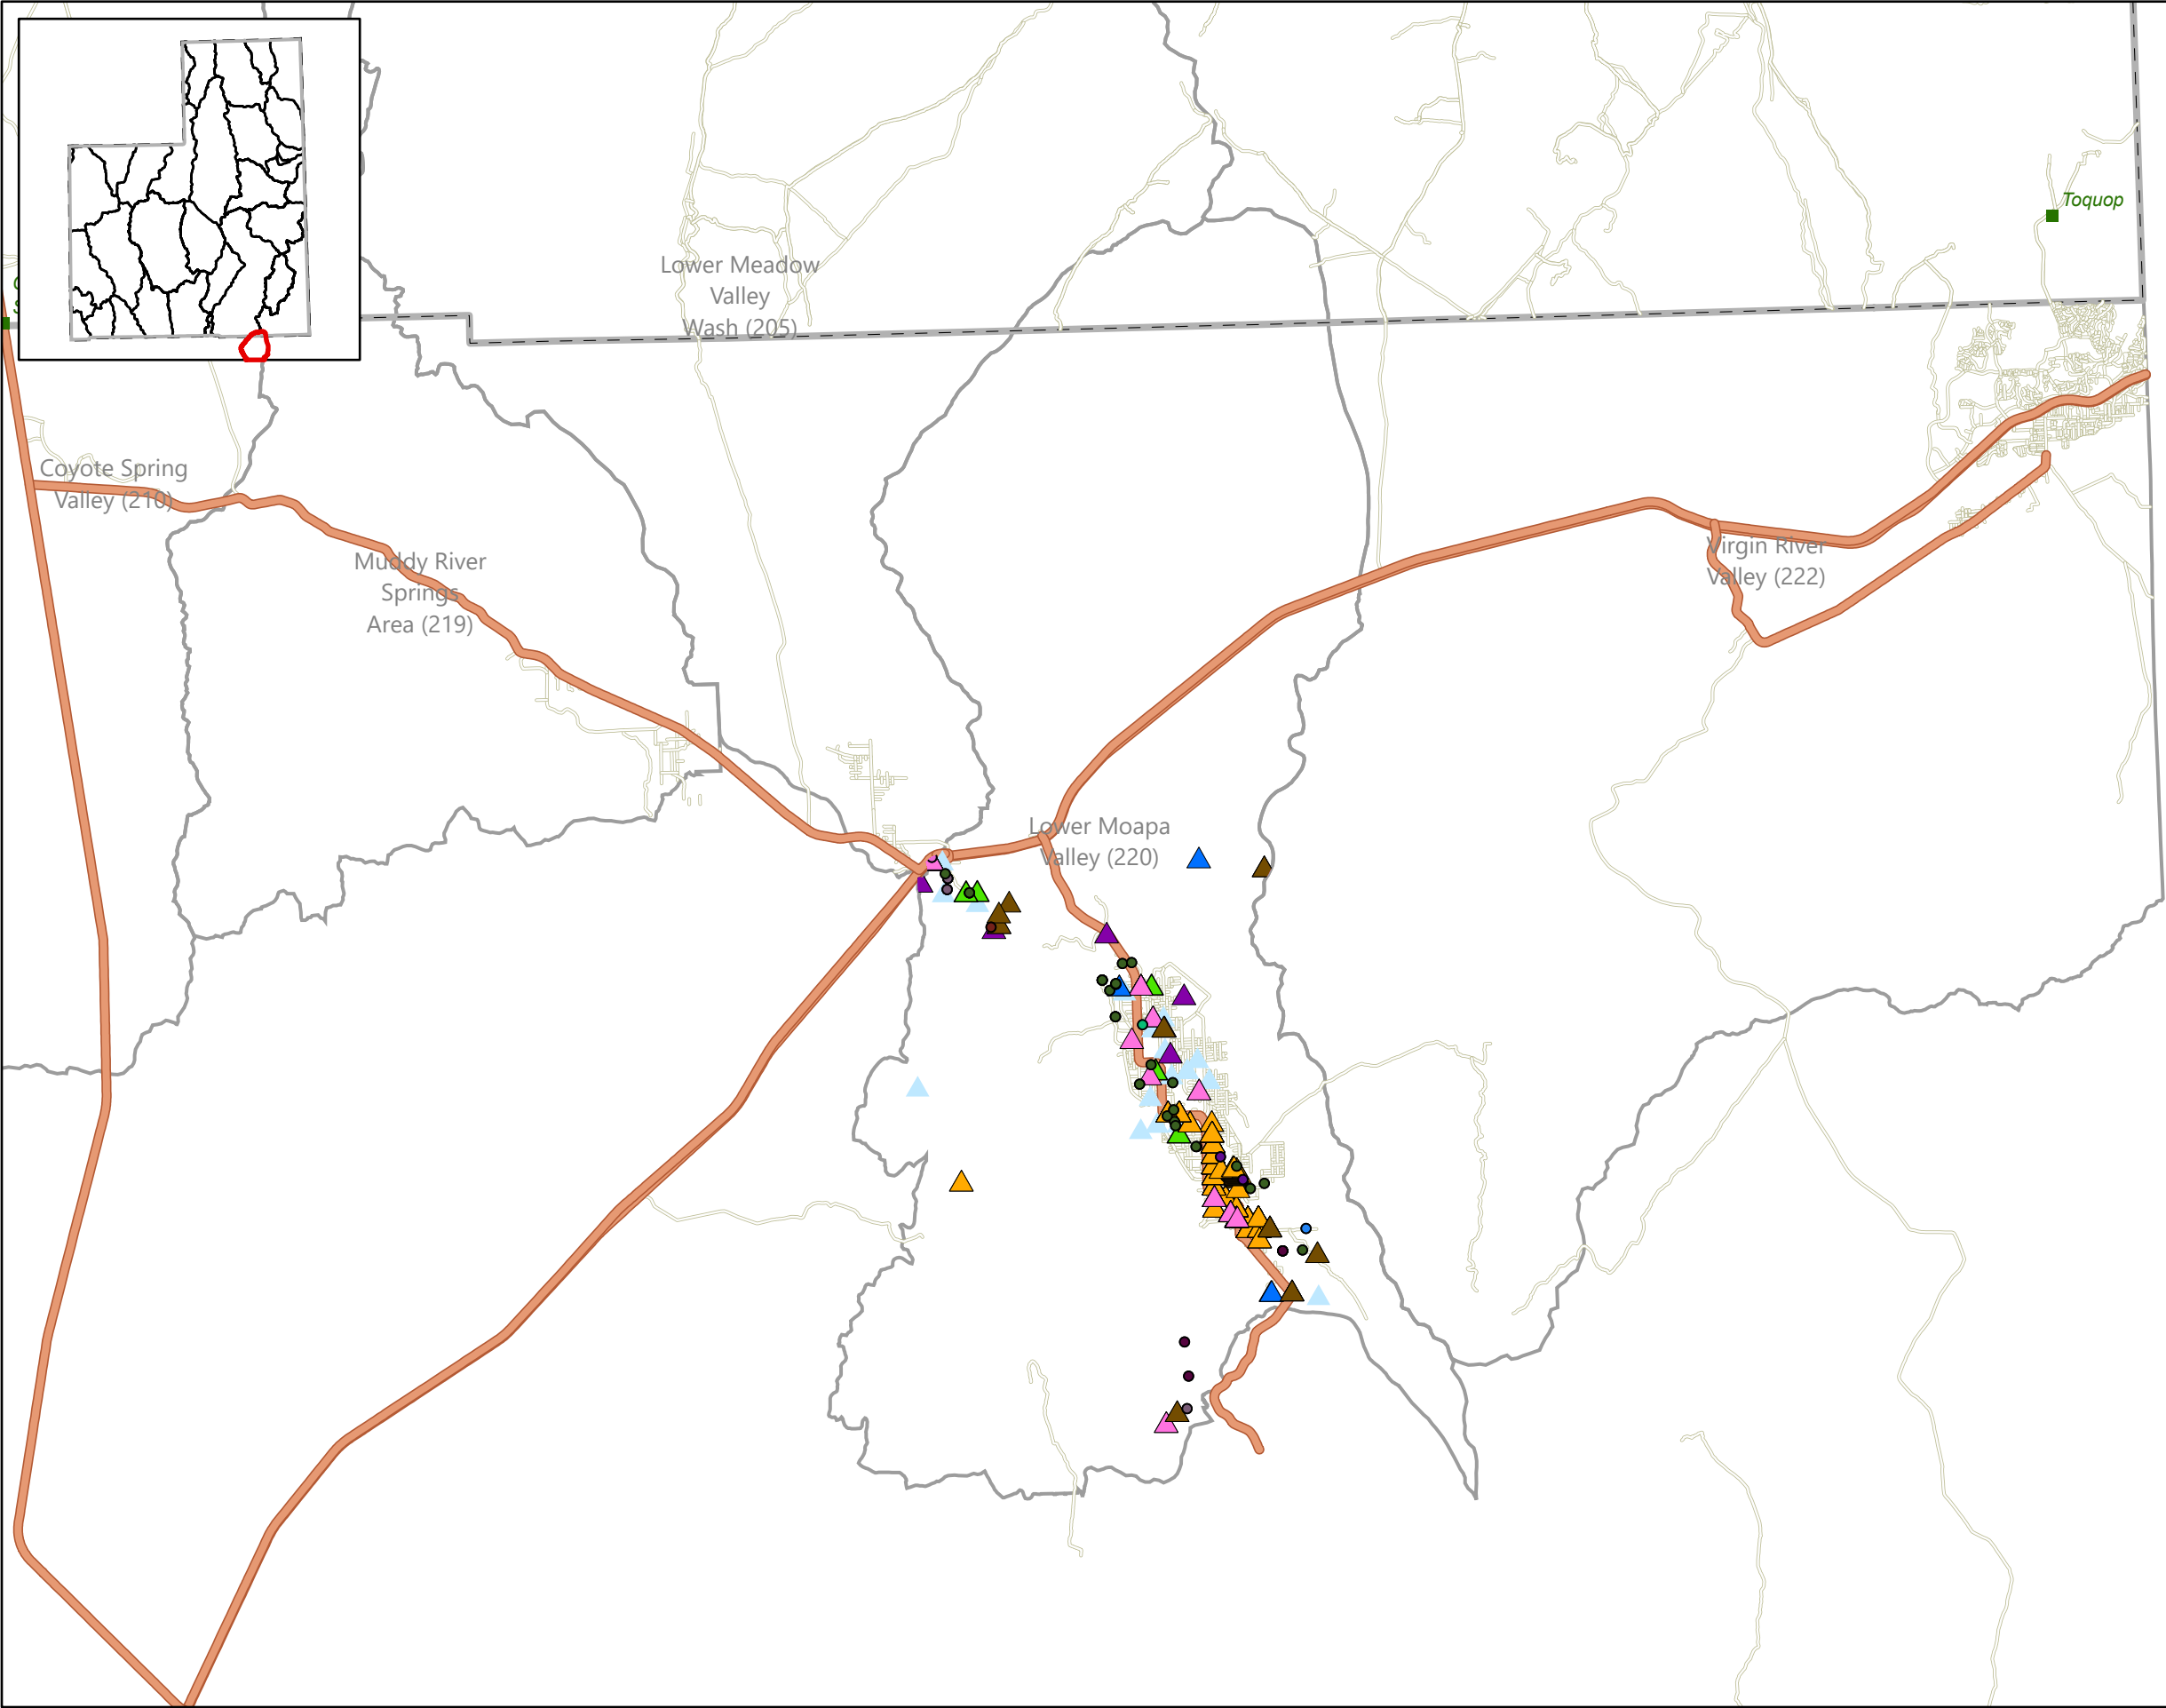 Toquop
Lower Meadow
Valley
Wash (205)
Coyote Spring
Valley (210)
Muddy River
Springs
Area (219)
Virgin River
Valley (222)
Lower Moapa
Valley (220)